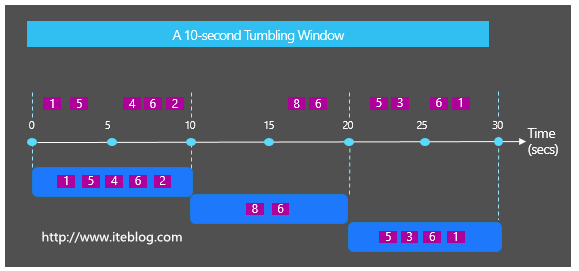 A 10-second Tumbling Window
1 5 4 6 2 8 6 5 3 6 1
0 5 10 15 20 25 30
Time
(secs)
1 5 4 6 2
8 6
5 3 6 1
http://www.iteblog.com